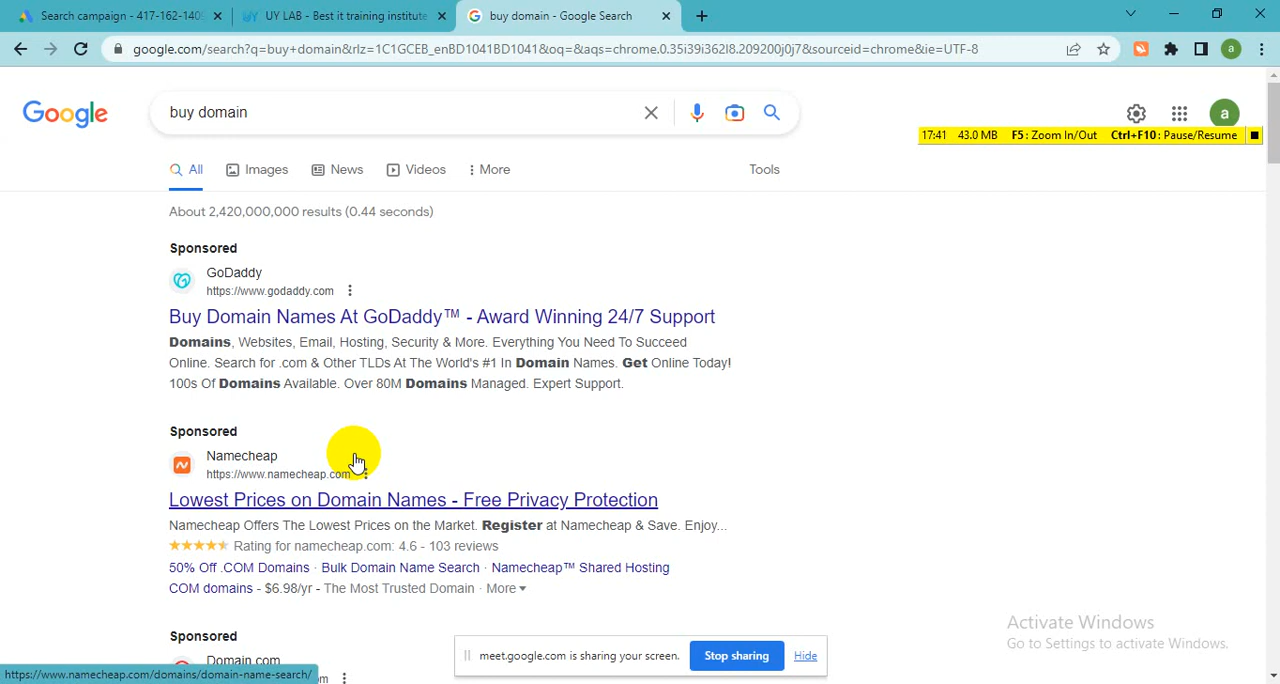 Search campaign - 417-162-140
UY LAB - Best it training institute
buy domain - Google Search
google.com/search?q=buy+domain&rlz=1C1GCEB_enBD1041BD1041&oq=&aqs=chrome.0.35i39i362l8.209200j0j7&sourceid=chrome&ie=UTF-8
a
Google
buy domain
a
17:41 43.0 MB F5: Zoom In/Out Ctrl+F10: Pause/Resume
All
Images
News
Videos
More
Tools
About 2,420,000,000 results (0.44 seconds)
Sponsored
GoDaddy
https://www.godaddy.com
Buy Domain Names At GoDaddy™ - Award Winning 24/7 Support
Domains, Websites, Email, Hosting, Security & More. Everything You Need To Succeed
Online. Search for .com & Other TLDs At The World's #1 In Domain Names. Get Online Today!
100s Of Domains Available. Over 80M Domains Managed. Expert Support.
Sponsored
Namecheap
https://www.namecheap.com
Lowest Prices on Domain Names - Free Privacy Protection
Namecheap Offers The Lowest Prices on the Market. Register at Namecheap & Save. Enjoy...
Rating for namecheap.com: 4.6 - 103 reviews
50% Off .COM Domains · Bulk Domain Name Search · Namecheap™ Shared Hosting
COM domains - $6.98/yr - The Most Trusted Domain · More
Sponsored
Domain.com
Activate Windows
Go to Settings to activate Windows.
meet.google.com is sharing your screen.
Stop sharing
Hide
https://www.namecheap.com/domains/domain-name-search/